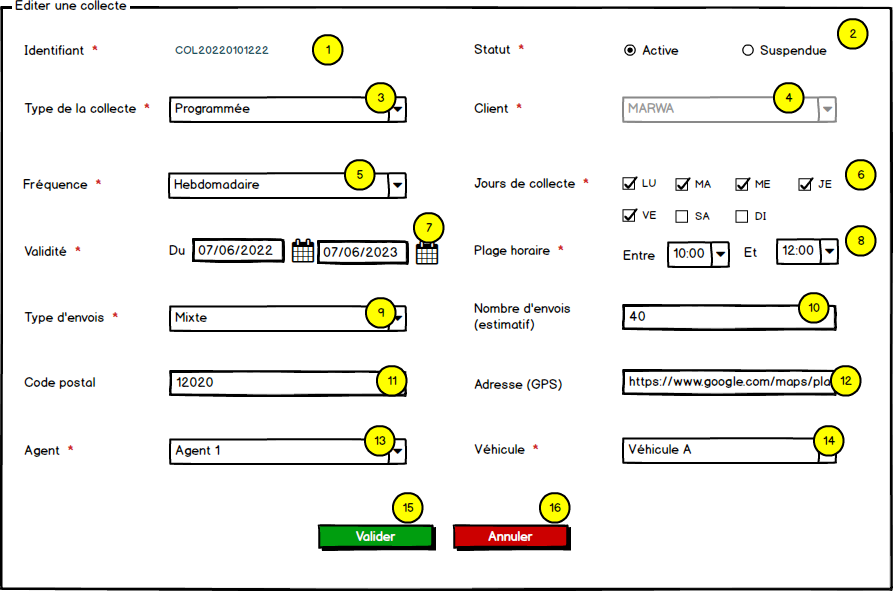 Editer une collecte
Identifiant * COL20220101222 1 Statut * Active Suspendue 2
Type de la collecte * Programmée 3 Client * MARWA 4
Fréquence * Hebdomadaire 5 Jours de collecte * LU MA ME JE 6
VE SA DI
Validité * Du 07/06/2022 07/06/2023 7 Plage horaire * Entre 10:00 Et 12:00 8
Type d'envois * Mixte 9 Nombre d'envois
(estimatif) 40 10
Code postal 12020 11 Adresse (GPS) https://www.google.com/maps/pla 12
Agent * Agent 1 13 Véhicule * Véhicule A 14
15 16
Valider Annuler